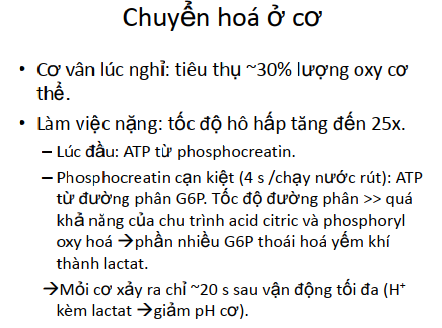 Chuyển hoá ở cơ
• Cơ vân lúc nghỉ: tiêu thụ ~30% lượng oxy cơ
thể.
• Làm việc nặng: tốc độ hô hấp tăng đến 25x.
– Lúc đầu: ATP từ phosphocreatin.
– Phosphocreatin cạn kiệt (4 s /chạy nước rút): ATP
từ đường phân G6P. Tốc độ đường phân >> quá
khả năng của chu trình acid citric và phosphoryl
oxy hoá →phần nhiều G6P thoái hoá yếm khí
thành lactat.
→Mỏi cơ xảy ra chỉ ~20 s sau vận động tối đa (H⁺
kèm lactat →giảm pH cơ).